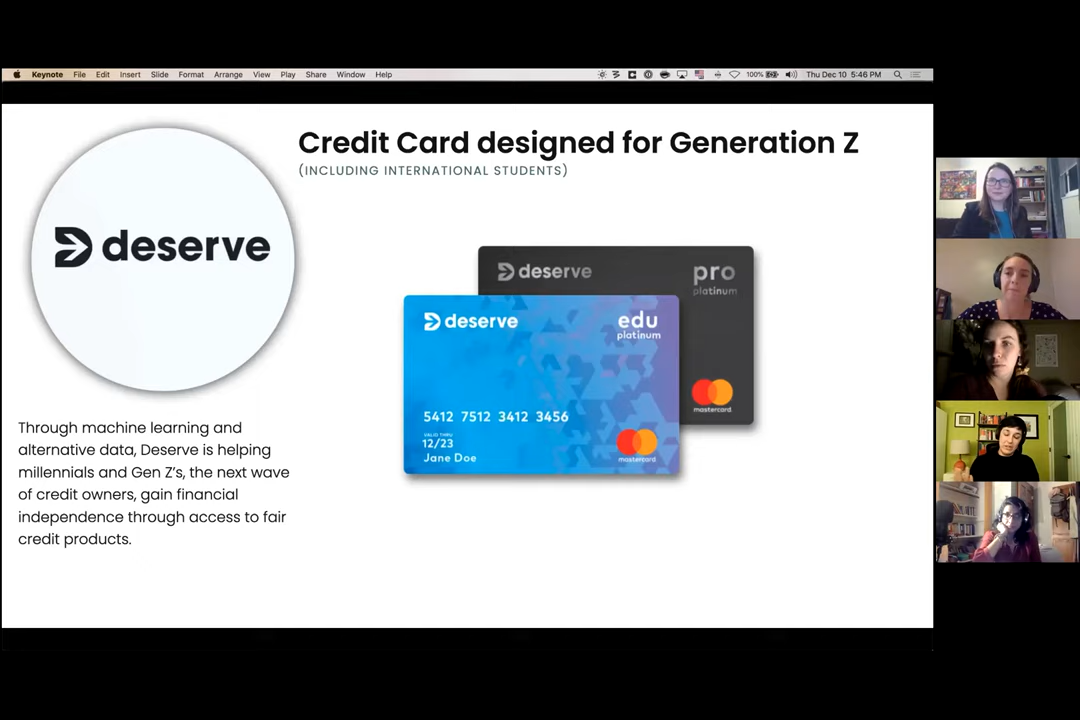 Keynote File Edit Insert Slide Format Arrange View Play Share Window Help 100% Thu Dec 10 5:46 PM
Credit Card designed for Generation Z
(INCLUDING INTERNATIONAL STUDENTS)
deserve
deserve
pro
platinum
deserve
edu
platinum
5412 7512 3412 3456
VALID THRU
12/23
Jane Doe
mastercard
mastercard
Through machine learning and
alternative data, Deserve is helping
millennials and Gen Z's, the next wave
of credit owners, gain financial
independence through access to fair
credit products.